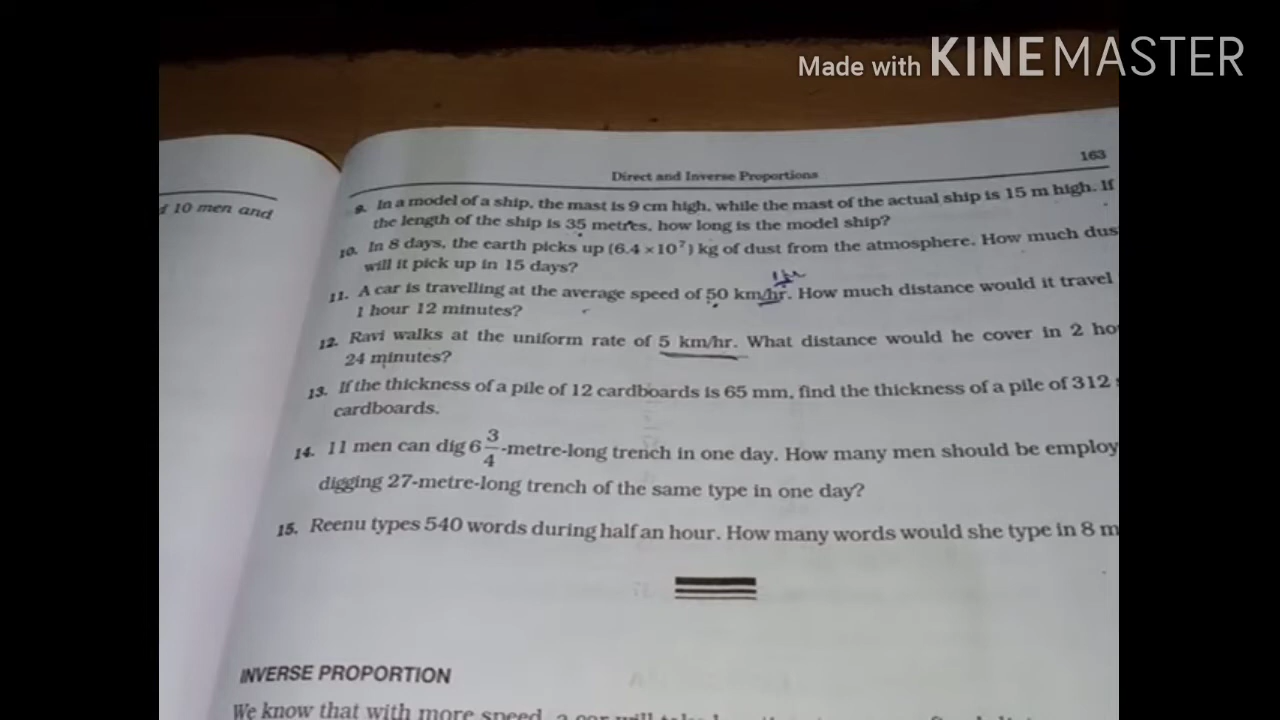 Made with KINEMASTER
163
Direct and Inverse Proportions
10 men and
9. In a model of a ship, the mast is 9 cm high, while the mast of the actual ship is 15 m high. If
the length of the ship is 35 metres, how long is the model ship?
10. In 8 days, the earth picks up (6.4 × 10⁷) kg of dust from the atmosphere. How much dus
will it pick up in 15 days?
1 hr
11. A car is travelling at the average speed of 50 km/hr. How much distance would it travel
1 hour 12 minutes?
12. Ravi walks at the uniform rate of 5 km/hr. What distance would he cover in 2 ho
24 minutes?
13. If the thickness of a pile of 12 cardboards is 65 mm, find the thickness of a pile of 312
cardboards.
14. 11 men can dig 6 3/4-metre-long trench in one day. How many men should be employ
digging 27-metre-long trench of the same type in one day?
15. Reenu types 540 words during half an hour. How many words would she type in 8 m
INVERSE PROPORTION
We know that with more speed, a car will